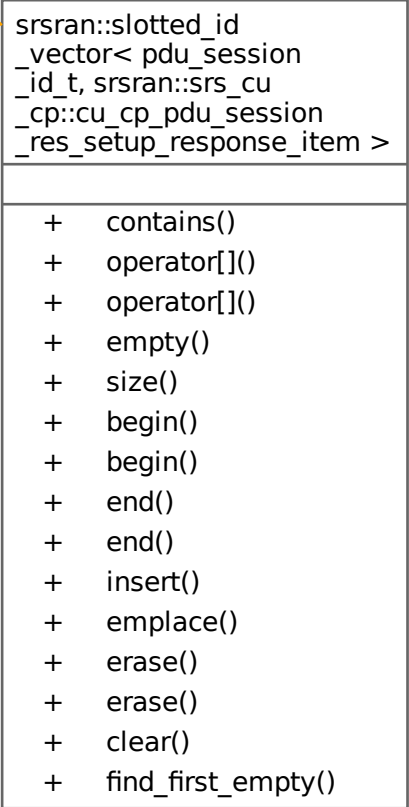 srsran::slotted_id
_vector< pdu_session
_id_t, srsran::srs_cu
_cp::cu_cp_pdu_session
_res_setup_response_item >
+ contains()
+ operator[]()
+ operator[]()
+ empty()
+ size()
+ begin()
+ begin()
+ end()
+ end()
+ insert()
+ emplace()
+ erase()
+ erase()
+ clear()
+ find_first_empty()